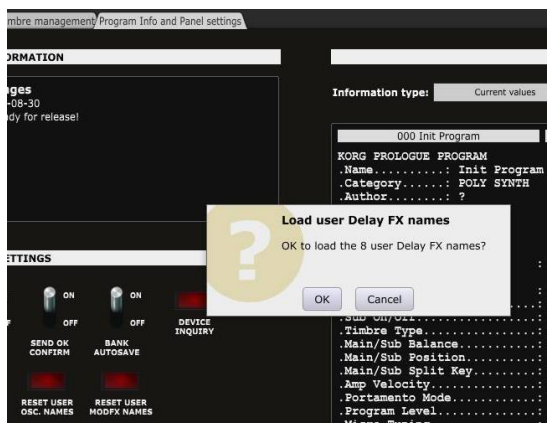 mbre management
Program Info and Panel settings
ORMATION
ages
-08-30
dy for release!
ETTINGS
ON
OFF
SEND OK
CONFIRM
ON
OFF
BANK
AUTOSAVE
DEVICE
INQUIRY
RESET USER
OSC. NAMES
RESET USER
MODFX NAMES
Information type:
Current values
000 Init Program
KORG PROLOGUE PROGRAM
.Name..........: Init Program
.Category......: POLY SYNTH
.Author........: ?
Load user Delay FX names
OK to load the 8 user Delay FX names?
OK
Cancel
.Sub On/Off
.Timbre Type...............:
.Main/Sub Balance..........:
.Main/Sub Position.........:
.Main/Sub Split Key........:
.Amp Velocity..............:
.Portamento Mode...........:
.Program Level.............:
.Micro Tuning